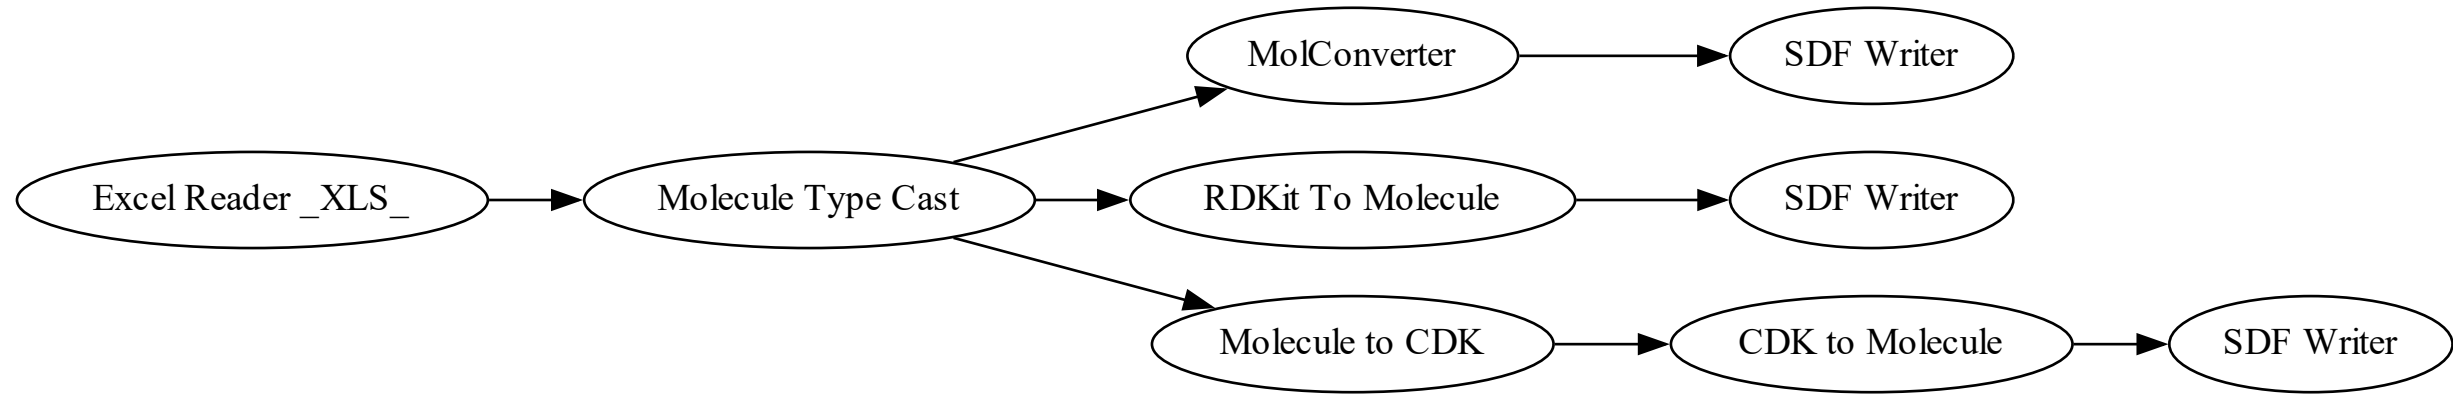 MolConverter
SDF Writer
Excel Reader _XLS_
Molecule Type Cast
RDKit To Molecule
SDF Writer
Molecule to CDK
CDK to Molecule
SDF Writer